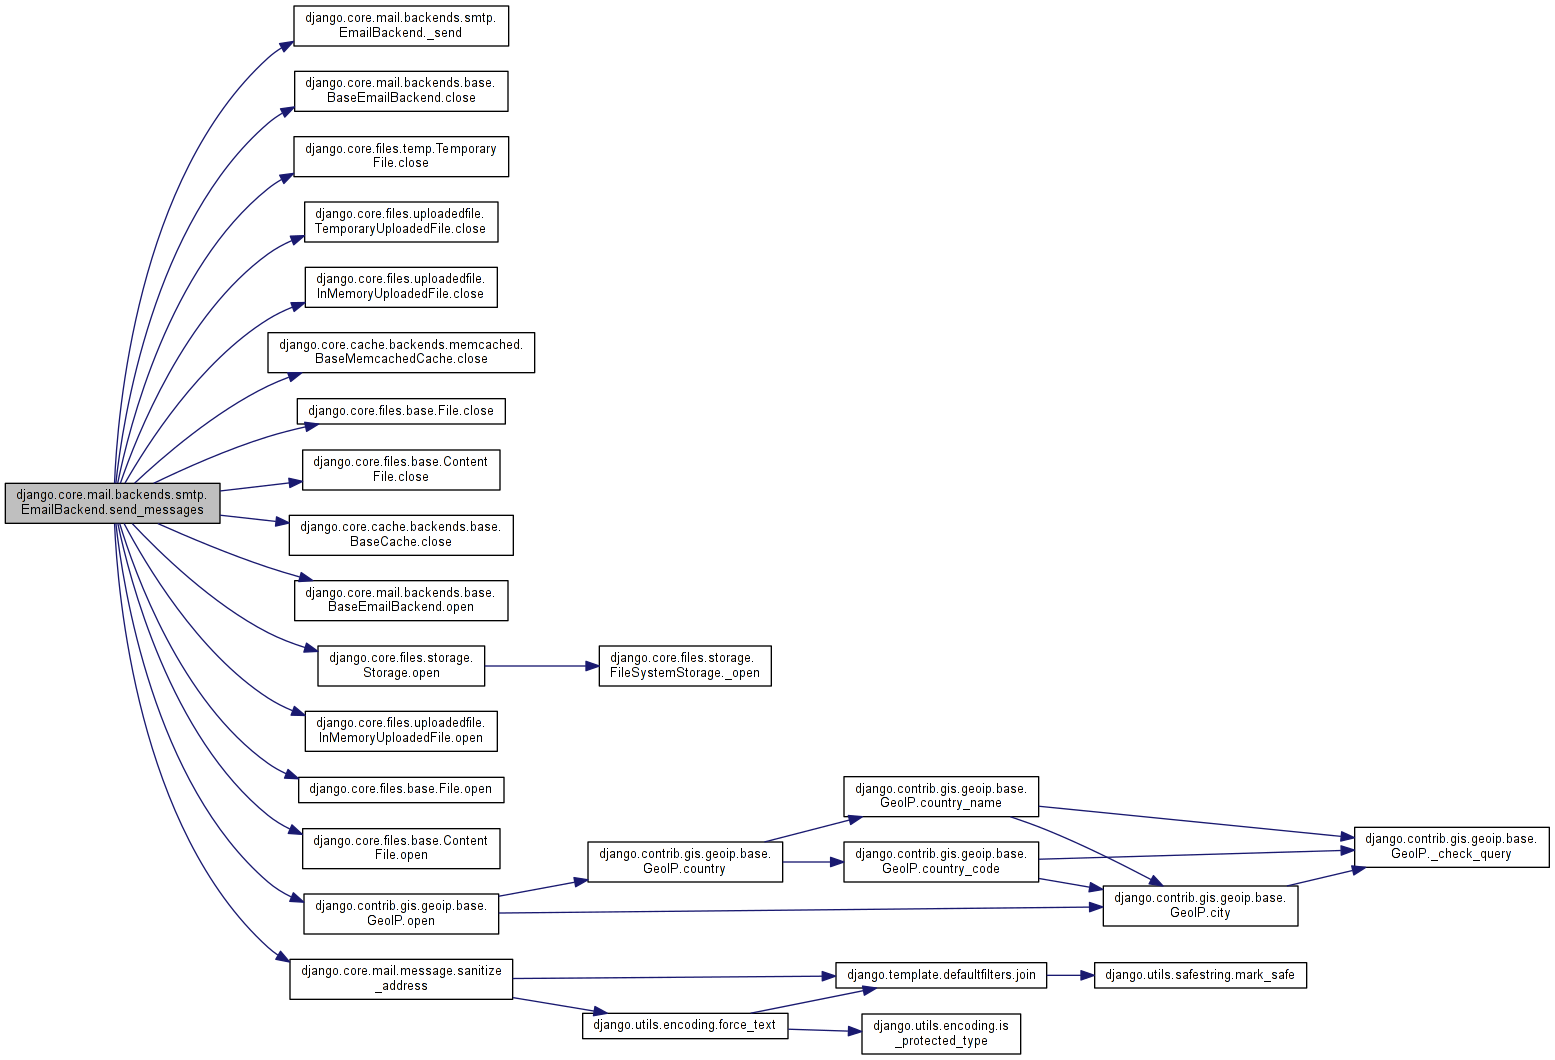 django.core.mail.backends.smtp.
EmailBackend._send
django.core.mail.backends.base.
BaseEmailBackend.close
django.core.files.temp.Temporary
File.close
django.core.files.uploadedfile.
TemporaryUploadedFile.close
django.core.files.uploadedfile.
InMemoryUploadedFile.close
django.core.cache.backends.memcached.
BaseMemcachedCache.close
django.core.files.base.File.close
django.core.files.base.Content
File.close
django.core.mail.backends.smtp.
EmailBackend.send_messages
django.core.cache.backends.base.
BaseCache.close
django.core.mail.backends.base.
BaseEmailBackend.open
django.core.files.storage.
Storage.open
django.core.files.storage.
FileSystemStorage._open
django.core.files.uploadedfile.
InMemoryUploadedFile.open
django.core.files.base.File.open
django.core.files.base.Content
File.open
django.contrib.gis.geoip.base.
GeoIP.open
django.contrib.gis.geoip.base.
GeoIP.country
django.contrib.gis.geoip.base.
GeoIP.country_name
django.contrib.gis.geoip.base.
GeoIP.country_code
django.contrib.gis.geoip.base.
GeoIP.city
django.contrib.gis.geoip.base.
GeoIP._check_query
django.core.mail.message.sanitize
_address
django.template.defaultfilters.join
django.utils.safestring.mark_safe
django.utils.encoding.force_text
django.utils.encoding.is
_protected_type